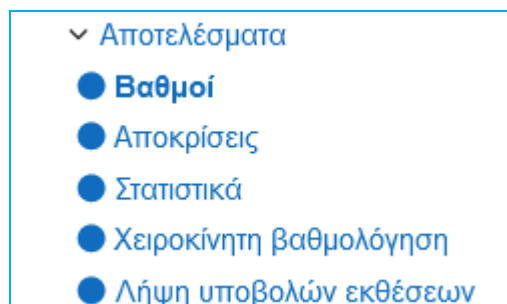 Αποτελέσματα
Βαθμοί
Αποκρίσεις
Στατιστικά
Χειροκίνητη βαθμολόγηση
Λήψη υποβολών εκθέσεων